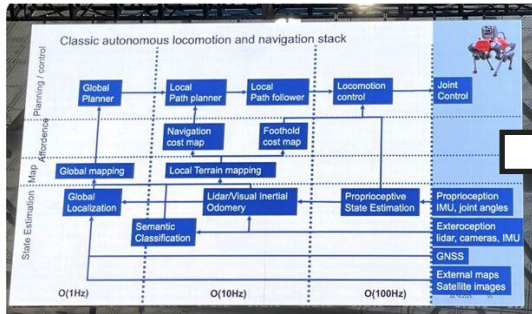 Classic autonomous locomotion and navigation stack
Planning / control
Affordence
Map
State Estimation
Global
Planner
Local
Path planner
Local
Path follower
Locomotion
control
Joint
Control
Navigation
cost map
Foothold
cost map
Global mapping
Local Terrain mapping
Global
Localization
Lidar/Visual Inertial
Odomery
Proprioceptive
State Estimation
Proprioception
IMU, joint angles
Semantic
Classification
Exteroception
lidar, cameras, IMU
GNSS
External maps
Satellite images
O(1Hz)
O(10Hz)
O(100Hz)